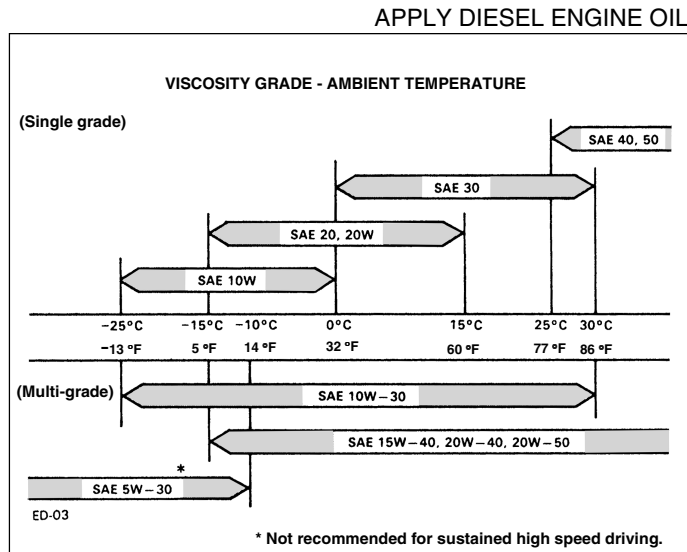 APPLY DIESEL ENGINE OIL
VISCOSITY GRADE - AMBIENT TEMPERATURE
(Single grade)
SAE 40, 50
SAE 30
SAE 20, 20W
SAE 10W
−25°C −15°C −10°C 0°C 15°C 25°C 30°C
−13 °F 5 °F 14 °F 32 °F 60 °F 77 °F 86 °F
(Multi-grade)
SAE 10W−30
SAE 15W−40, 20W−40, 20W−50
*
SAE 5W−30
ED-03
* Not recommended for sustained high speed driving.